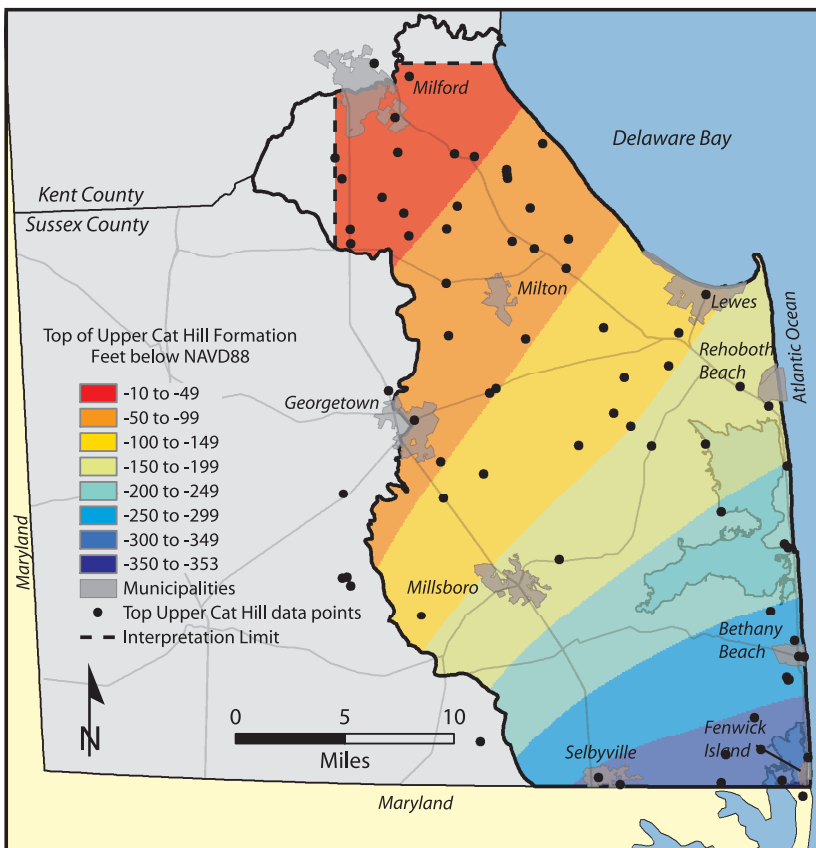 Milford
Delaware Bay
Kent County
Sussex County
Milton
Lewes
Top of Upper Cat Hill Formation
Feet below NAVD88
Rehoboth
Beach
Atlantic Ocean
-10 to -49
Georgetown
-50 to -99
-100 to -149
-150 to -199
-200 to -249
-250 to -299
-300 to -349
-350 to -353
Maryland
Municipalities
Millsboro
Top Upper Cat Hill data points
Interpretation Limit
Bethany
Beach
N
0 5 10
Miles
Fenwick
Island
Selbyville
Maryland